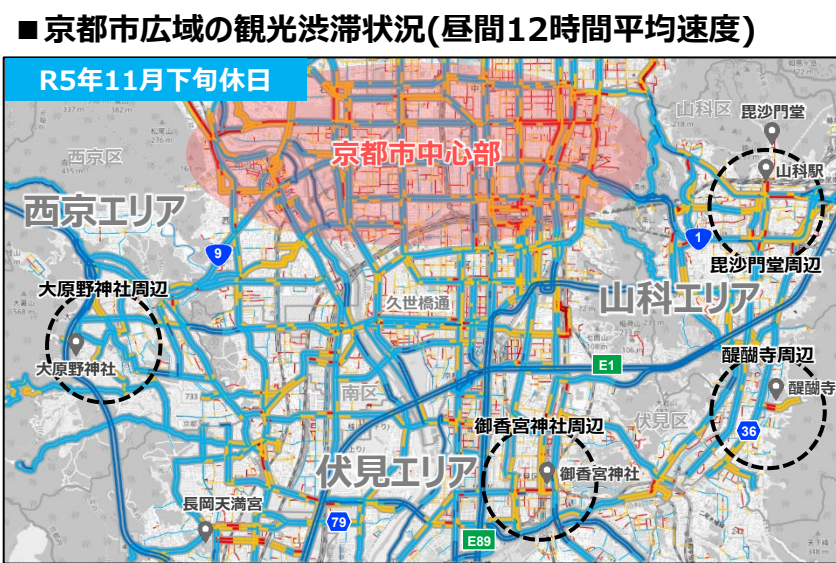 ■京都市広域の観光渋滞状況(昼間12時間平均速度)
R5年11月下旬休日
山科区
毘沙門堂
西京区
京都市中心部
山科駅
西京エリア
9
1
毘沙門堂周辺
大原野神社周辺
久世橋通
山科エリア
大原野神社
E1
醍醐寺周辺
醍醐寺
南区
733
伏見区
御香宮神社周辺
36
伏見エリア
御香宮神社
長岡天満宮
79
E89